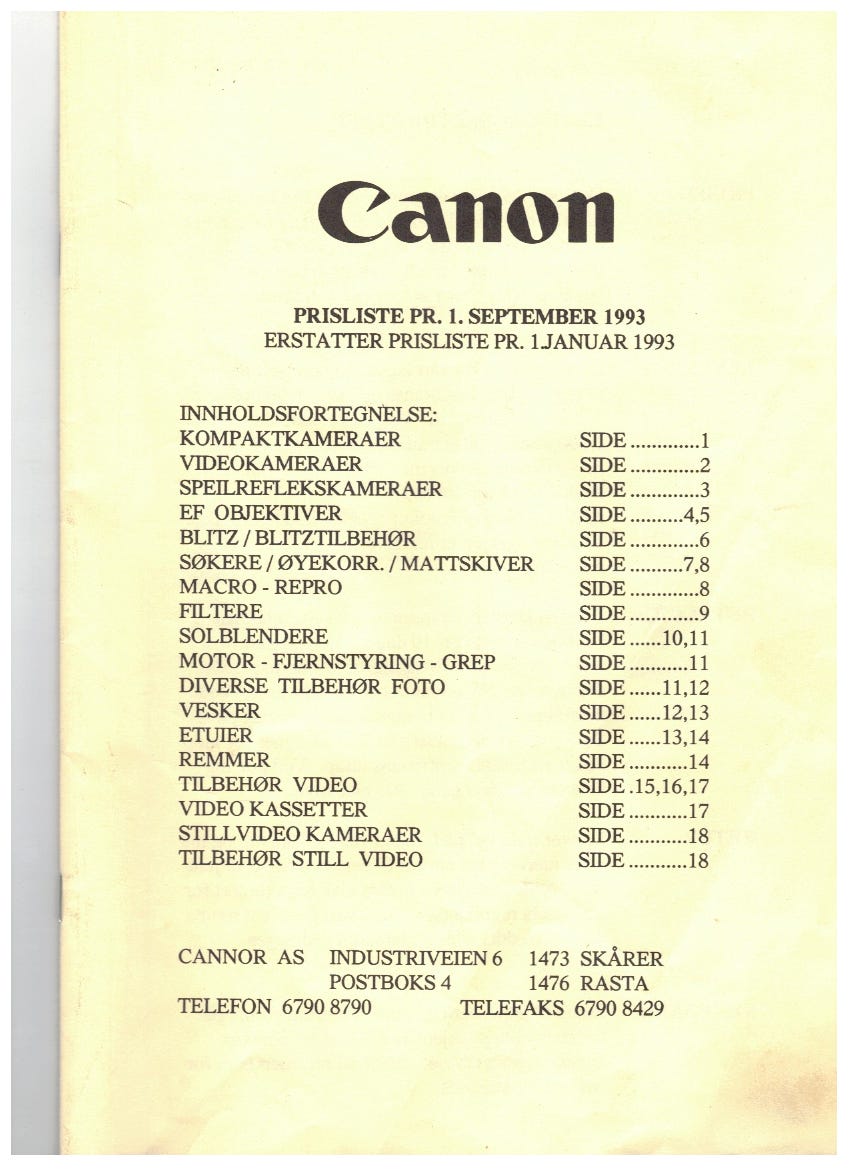 Canon
PRISLISTE PR. 1. SEPTEMBER 1993
ERSTATTER PRISLISTE PR. 1.JANUAR 1993
INNHOLDSFORTEGNELSE:
KOMPAKTKAMERAER SIDE .............1
VIDEOKAMERAER SIDE .............2
SPEILREFLEKSKAMERAER SIDE .............3
EF OBJEKTIVER SIDE ..........4,5
BLITZ / BLITZTILBEHØR SIDE .............6
SØKERE / ØYEKORR. / MATTSKIVER SIDE ..........7,8
MACRO - REPRO SIDE .............8
FILTERE SIDE .............9
SOLBLENDERE SIDE ......10,11
MOTOR - FJERNSTYRING - GREP SIDE ...........11
DIVERSE TILBEHØR FOTO SIDE ......11,12
VESKER SIDE ......12,13
ETUIER SIDE ......13,14
REMMER SIDE ...........14
TILBEHØR VIDEO SIDE .15,16,17
VIDEO KASSETTER SIDE ...........17
STILLVIDEO KAMERAER SIDE ...........18
TILBEHØR STILL VIDEO SIDE ...........18
CANNOR AS INDUSTRIVEIEN 6 1473 SKÅRER
POSTBOKS 4 1476 RASTA
TELEFON 6790 8790 TELEFAKS 6790 8429